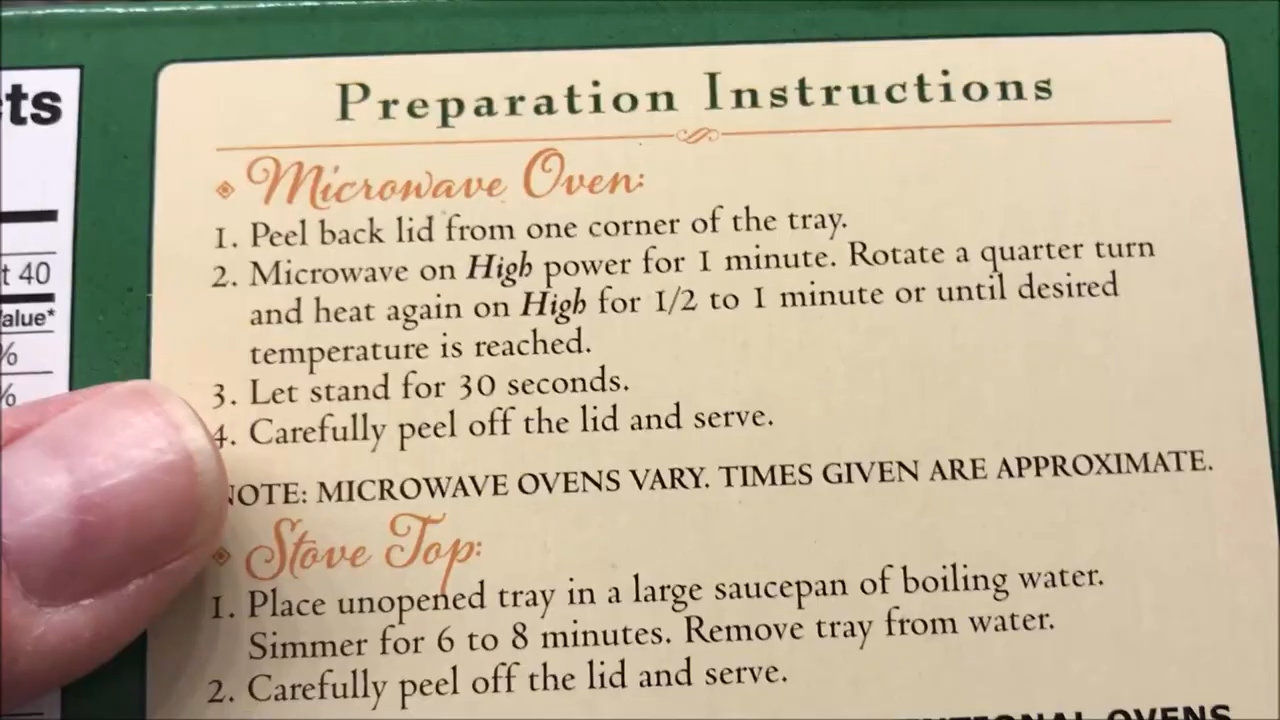 Preparation Instructions
Microwave Oven:
1. Peel back lid from one corner of the tray.
2. Microwave on High power for 1 minute. Rotate a quarter turn
and heat again on High for 1/2 to 1 minute or until desired
temperature is reached.
3. Let stand for 30 seconds.
4. Carefully peel off the lid and serve.
NOTE: MICROWAVE OVENS VARY. TIMES GIVEN ARE APPROXIMATE.
Stove Top:
1. Place unopened tray in a large saucepan of boiling water.
Simmer for 6 to 8 minutes. Remove tray from water.
2. Carefully peel off the lid and serve.
OVENS
cts
t 40
alue*
%
%